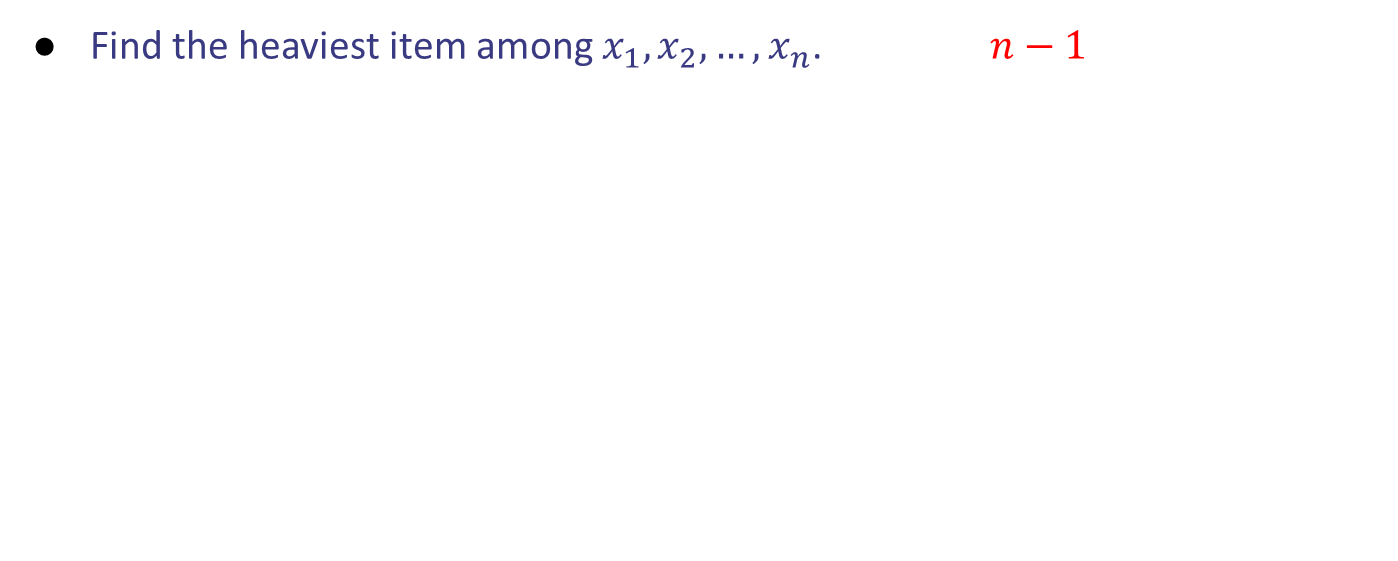 ● Find the heaviest item among x₁, x₂, … , xₙ. n − 1